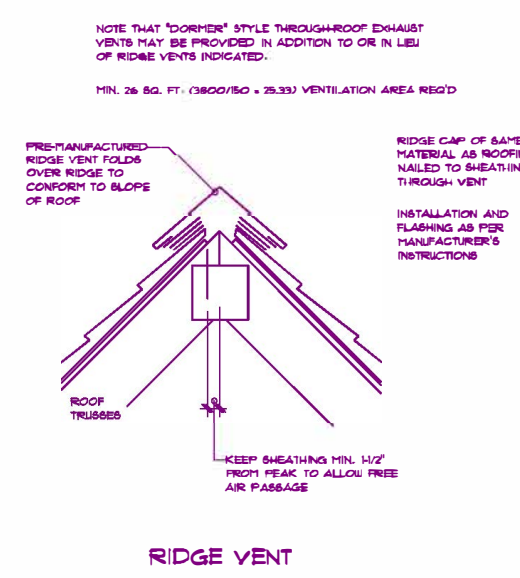 NOTE THAT "DORMER" STYLE THROUGH-ROOF EXHAUST
VENTS MAY BE PROVIDED IN ADDITION TO OR IN LIEU
OF RIDGE VENTS INDICATED.
MIN. 26 SQ. FT. (3800/150 = 25.33) VENTILATION AREA REQ'D
PRE-MANUFACTURED
RIDGE VENT FOLDS
OVER RIDGE TO
CONFORM TO SLOPE
OF ROOF
RIDGE CAP OF SAME
MATERIAL AS ROOFIN
NAILED TO SHEATHIN
THROUGH VENT
INSTALLATION AND
FLASHING AS PER
MANUFACTURER'S
INSTRUCTIONS
ROOF
TRUSSES
KEEP SHEATHING MIN. 1-1/2"
FROM PEAK TO ALLOW FREE
AIR PASSAGE
RIDGE VENT